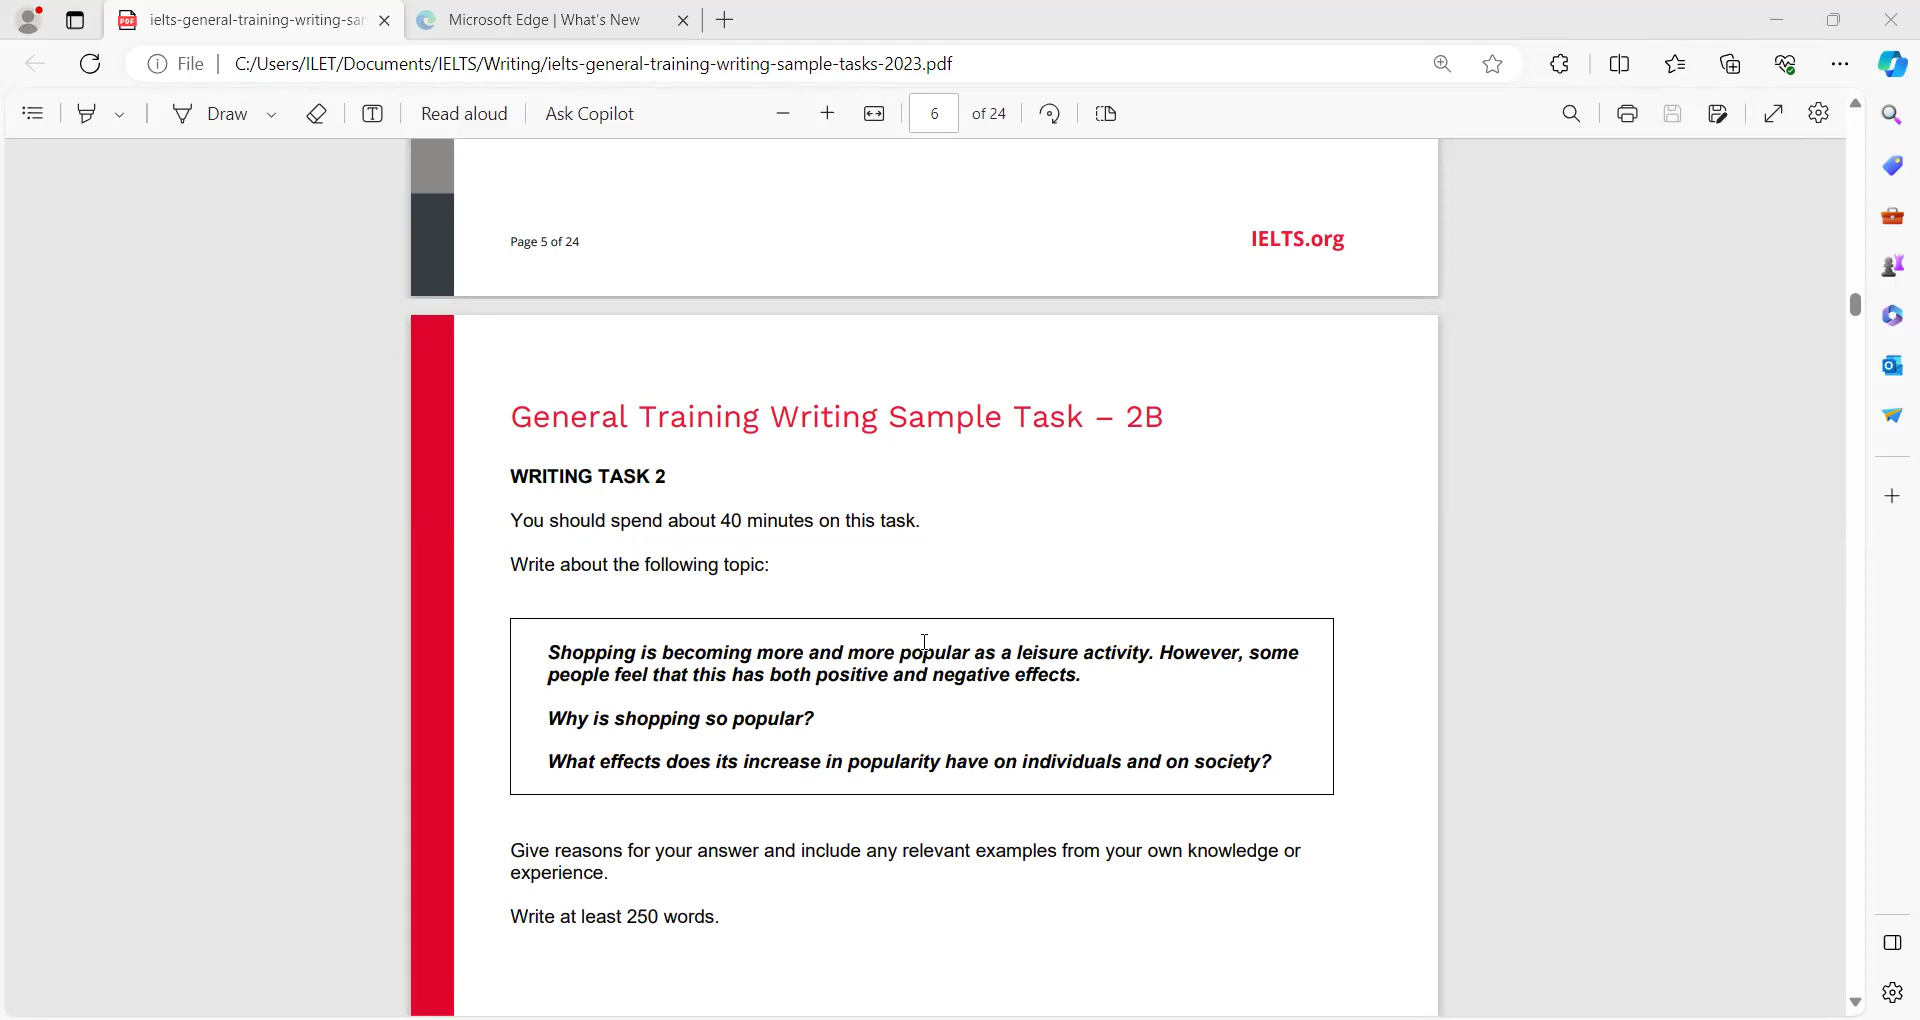 ielts-general-training-writing-sar
Microsoft Edge | What's New
File
C:/Users/ILET/Documents/IELTS/Writing/ielts-general-training-writing-sample-tasks-2023.pdf
Draw
Read aloud
Ask Copilot
6
of 24
Page 5 of 24
IELTS.org
General Training Writing Sample Task – 2B
WRITING TASK 2
You should spend about 40 minutes on this task.
Write about the following topic:
Shopping is becoming more and more popular as a leisure activity. However, some
people feel that this has both positive and negative effects.
Why is shopping so popular?
What effects does its increase in popularity have on individuals and on society?
Give reasons for your answer and include any relevant examples from your own knowledge or
experience.
Write at least 250 words.